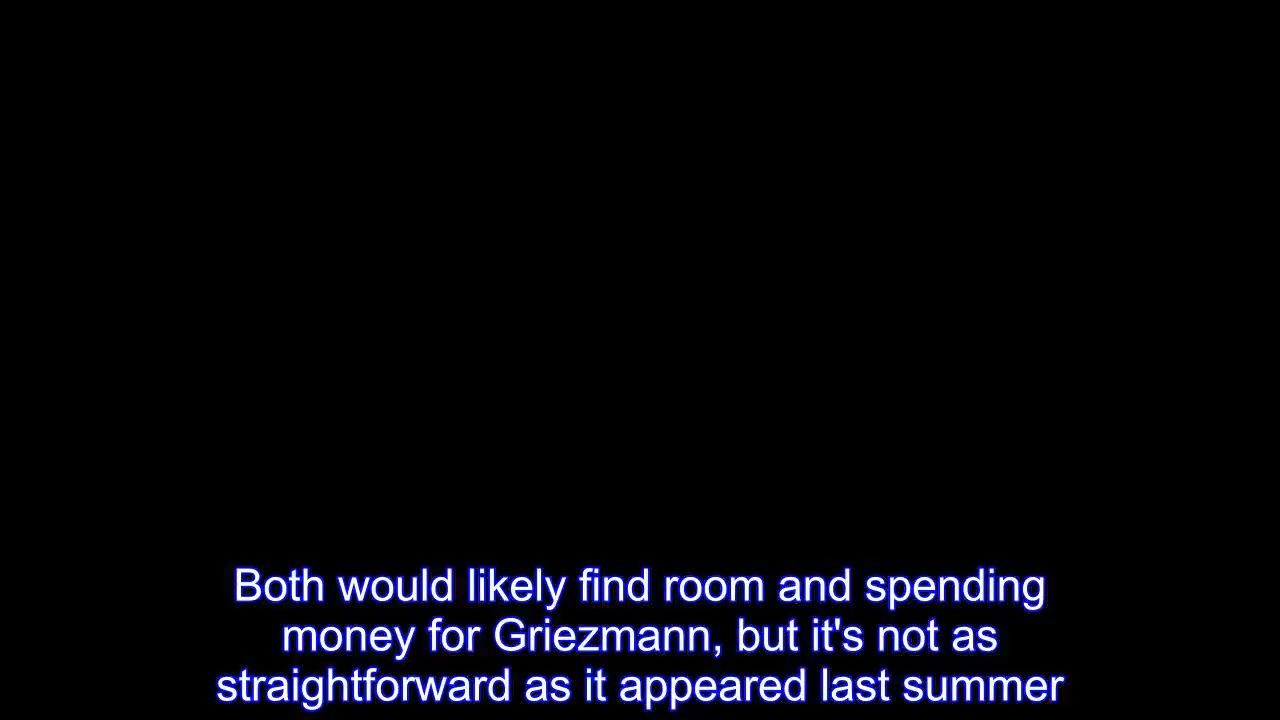 Both would likely find room and spending
money for Griezmann, but it's not as
straightforward as it appeared last summer